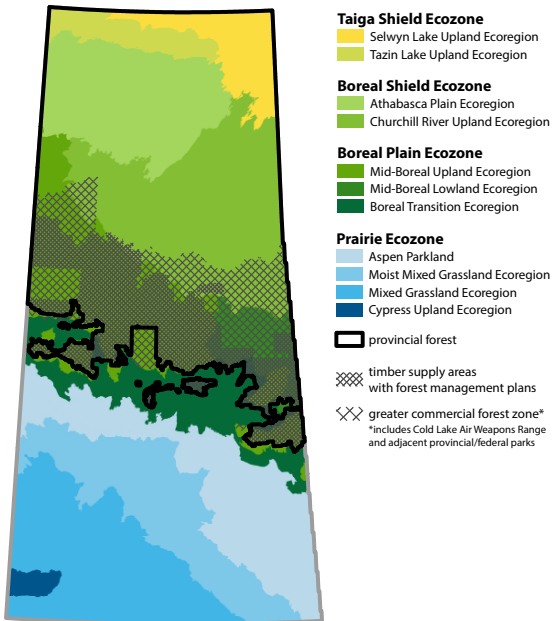 Taiga Shield Ecozone
Selwyn Lake Upland Ecoregion
Tazin Lake Upland Ecoregion
Boreal Shield Ecozone
Athabasca Plain Ecoregion
Churchill River Upland Ecoregion
Boreal Plain Ecozone
Mid-Boreal Upland Ecoregion
Mid-Boreal Lowland Ecoregion
Boreal Transition Ecoregion
Prairie Ecozone
Aspen Parkland
Moist Mixed Grassland Ecoregion
Mixed Grassland Ecoregion
Cypress Upland Ecoregion
provincial forest
timber supply areas
with forest management plans
greater commercial forest zone*
*includes Cold Lake Air Weapons Range
and adjacent provincial/federal parks